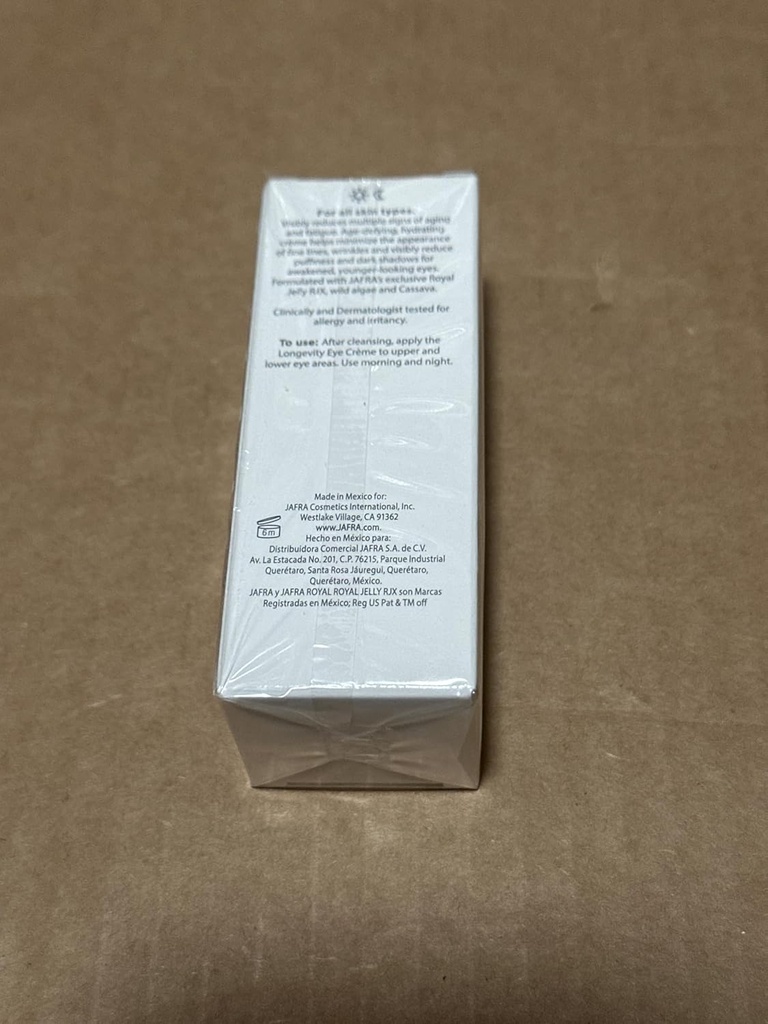 For all skin types.
Visibly reduces multiple signs of aging
and fatigue. Age-defying, hydrating
crème helps minimize the appearance
of fine lines, wrinkles and visibly reduce
puffiness and dark shadows for
awakened, younger-looking eyes.
Formulated with JAFRA's exclusive Royal
Jelly RJX, wild algae and Cassava.
Clinically and Dermatologist tested for
allergy and irritancy.
To use: After cleansing, apply the
Longevity Eye Crème to upper and
lower eye areas. Use morning and night.
Made in Mexico for:
JAFRA Cosmetics International, Inc.
Westlake Village, CA 91362
www.JAFRA.com.
6m
Hecho en México para:
Distribuidora Comercial JAFRA S.A. de C.V.
Av. La Estacada No. 201, C.P. 76215, Parque Industrial
Querétaro, Santa Rosa Jáuregui, Querétaro,
Querétaro, México.
JAFRA y JAFRA ROYAL ROYAL JELLY RJX son Marcas
Registradas en México; Reg US Pat & TM off